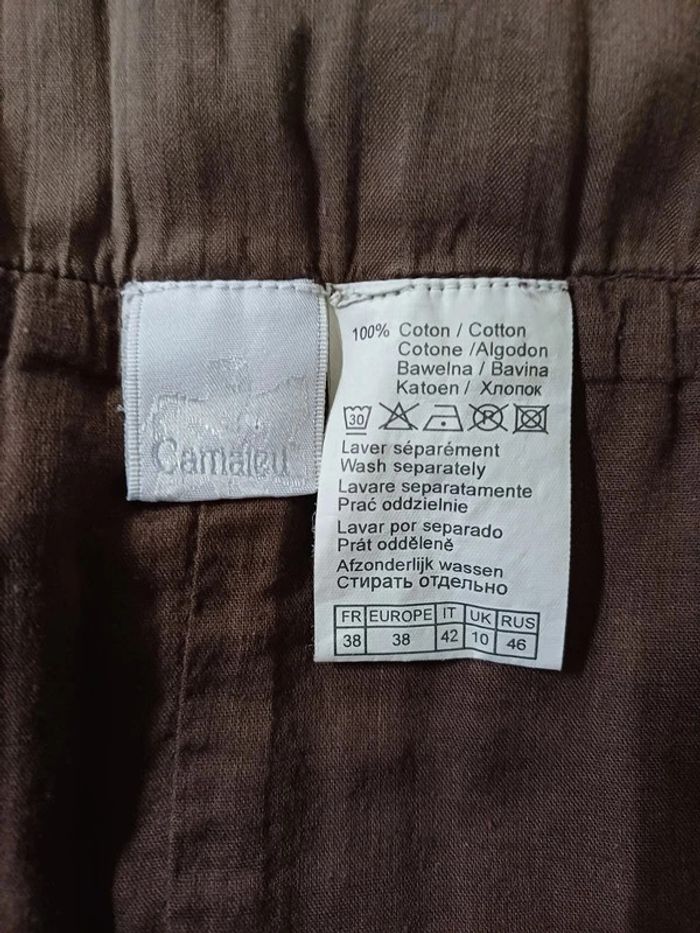 Camaïeu
100% Coton / Cotton
Cotone /Algodon
Bawelna / Bavina
Katoen / Хлопок
30
Laver séparément
Wash separately
Lavare separatamente
Prać oddzielnie
Lavar por separado
Prát odděleně
Afzonderlijk wassen
Стирать отдельно
FR EUROPE IT UK RUS
38 38 42 10 46